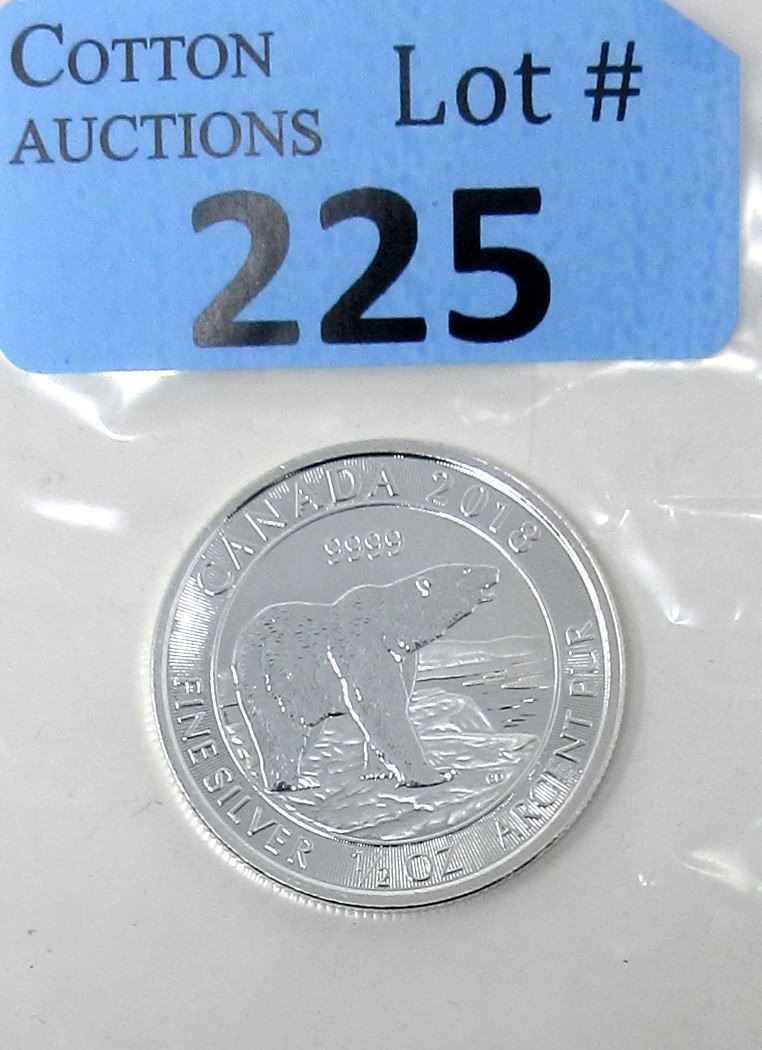 COTTON
AUCTIONS
Lot #
225
CANADA 2018
9999
FINE SILVER 1/2 OZ ARGENT PUR